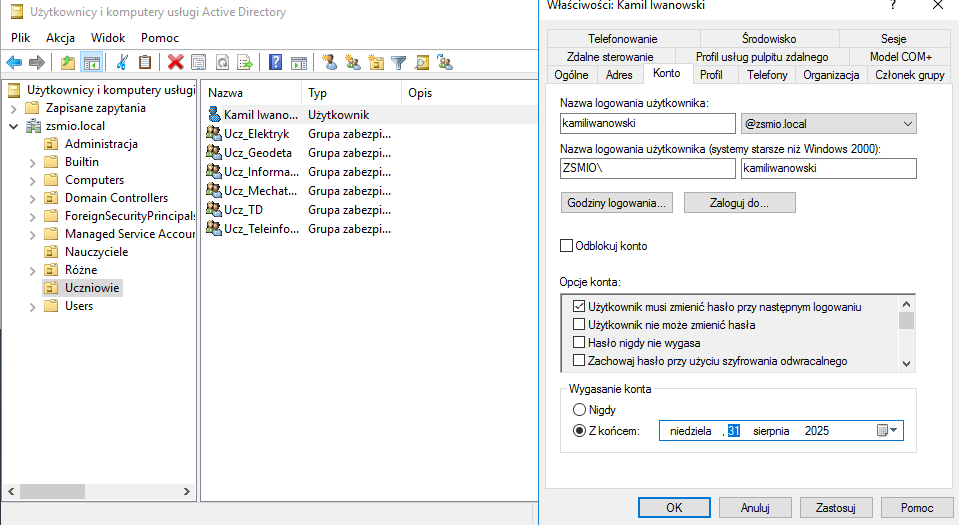 Użytkownicy i komputery usługi Active Directory
Plik Akcja Widok Pomoc
Użytkownicy i komputery usługi
Zapisane zapytania
zsmio.local
Administracja
Builtin
Computers
Domain Controllers
ForeignSecurityPrincipals
Managed Service Accour
Nauczyciele
Różne
Uczniowie
Users
Nazwa Typ Opis
Kamil Iwano... Użytkownik
Ucz_Elektryk Grupa zabezpi...
Ucz_Geodeta Grupa zabezpi...
Ucz_Informa... Grupa zabezpi...
Ucz_Mechat... Grupa zabezpi...
Ucz_TD Grupa zabezpi...
Ucz_Teleinfo... Grupa zabezpi...
Właściwości: Kamil Iwanowski ? ×
Telefonowanie Środowisko Sesje
Zdalne sterowanie Profil usług pulpitu zdalnego Model COM+
Ogólne Adres Konto Profil Telefony Organizacja Członek grupy
Nazwa logowania użytkownika:
kamiliwanowski @zsmio.local
Nazwa logowania użytkownika (systemy starsze niż Windows 2000):
ZSMIO\ kamiliwanowski
Godziny logowania... Zaloguj do...
Odblokuj konto
Opcje konta:
Użytkownik musi zmienić hasło przy następnym logowaniu
Użytkownik nie może zmienić hasła
Hasło nigdy nie wygasa
Zachowaj hasło przy użyciu szyfrowania odwracalnego
Wygasanie konta
Nigdy
Z końcem: niedziela , 31 sierpnia 2025
OK Anuluj Zastosuj Pomoc